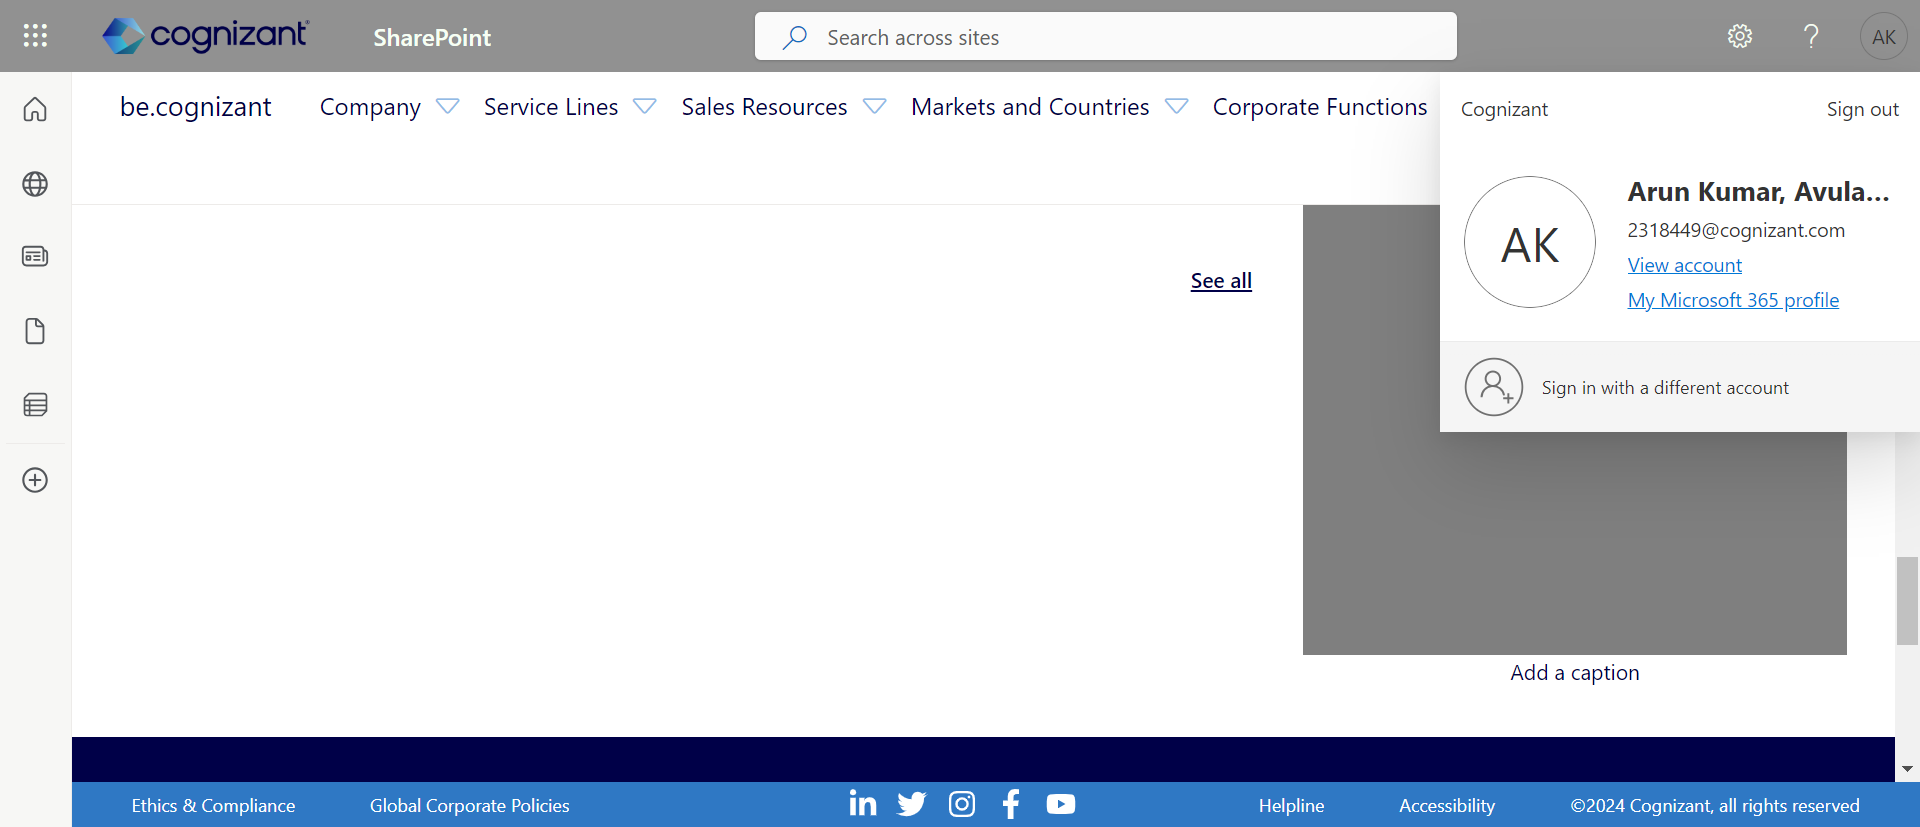 cognizant
SharePoint
Search across sites
AK
be.cognizant
Company
Service Lines
Sales Resources
Markets and Countries
Corporate Functions
Cognizant
Sign out
AK
Arun Kumar, Avula...
2318449@cognizant.com
View account
My Microsoft 365 profile
Sign in with a different account
See all
Add a caption
Ethics & Compliance
Global Corporate Policies
Helpline
Accessibility
©2024 Cognizant, all rights reserved